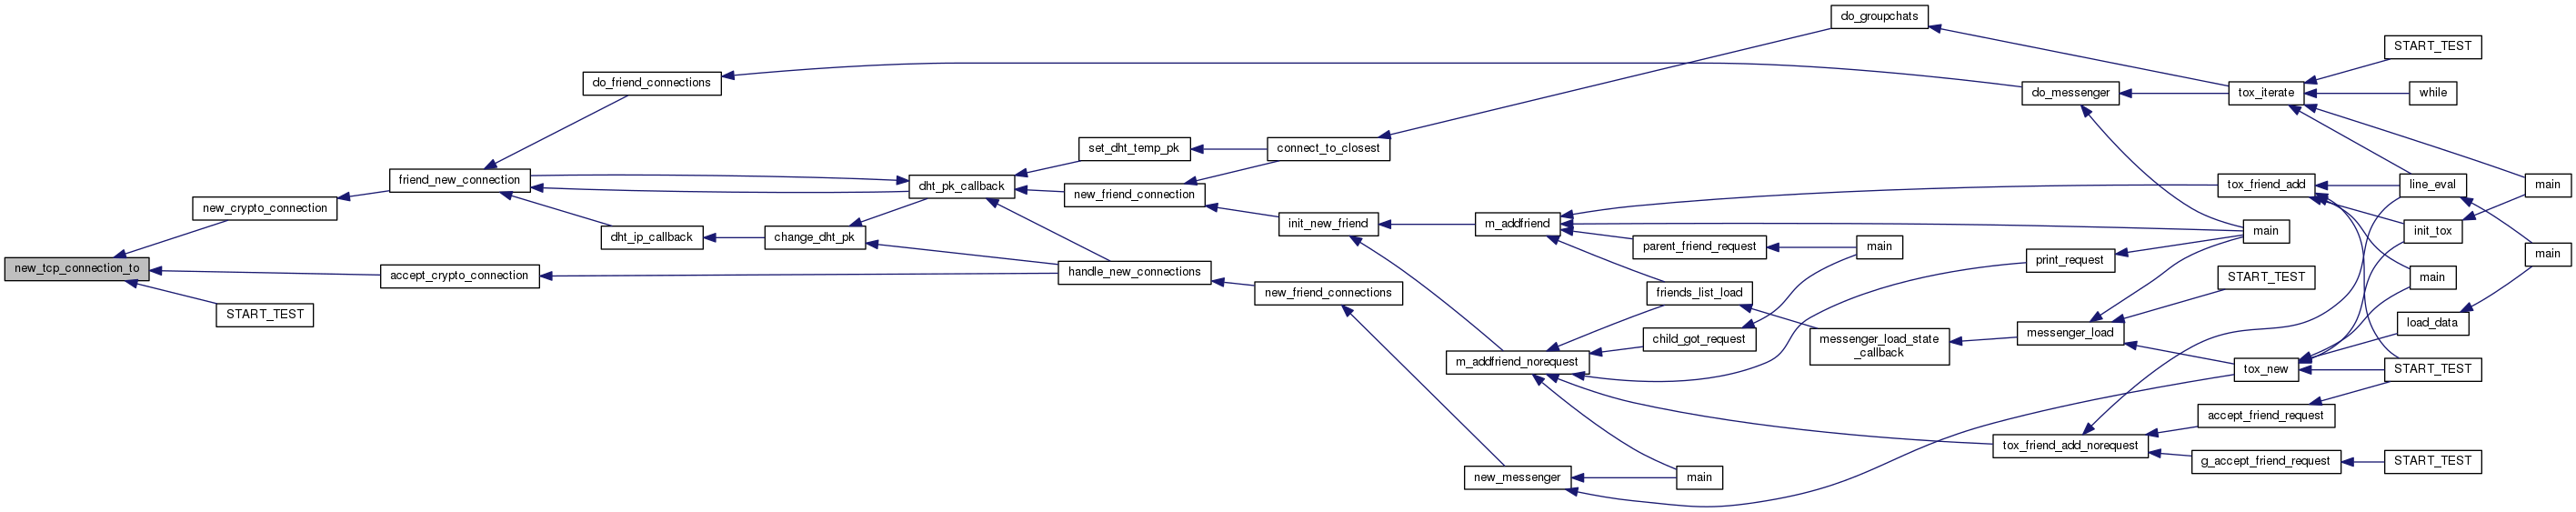 new_tcp_connection_to
new_crypto_connection
accept_crypto_connection
START_TEST
friend_new_connection
do_friend_connections
dht_ip_callback
change_dht_pk
dht_pk_callback
set_dht_temp_pk
new_friend_connection
handle_new_connections
connect_to_closest
init_new_friend
new_friend_connections
m_addfriend
m_addfriend_norequest
new_messenger
parent_friend_request
friends_list_load
child_got_request
main
do_groupchats
main
messenger_load_state
_callback
do_messenger
print_request
messenger_load
tox_friend_add_norequest
tox_iterate
tox_friend_add
main
START_TEST
tox_new
accept_friend_request
g_accept_friend_request
START_TEST
while
line_eval
init_tox
main
load_data
START_TEST
START_TEST
main
main